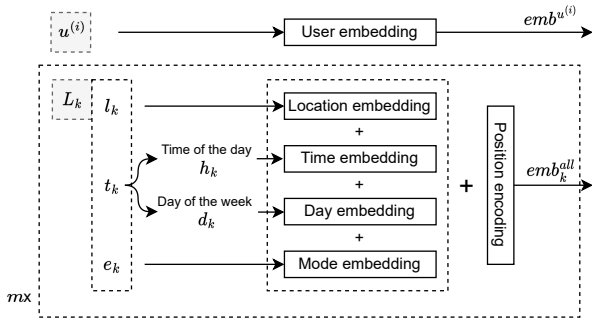 u^{(i)} User embedding emb^{u^{(i)}}
L_k l_k Location embedding
+
Time of the day
h_k Time embedding
t_k + + Position encoding emb_k^{all}
Day of the week
d_k Day embedding
+
e_k Mode embedding
mx